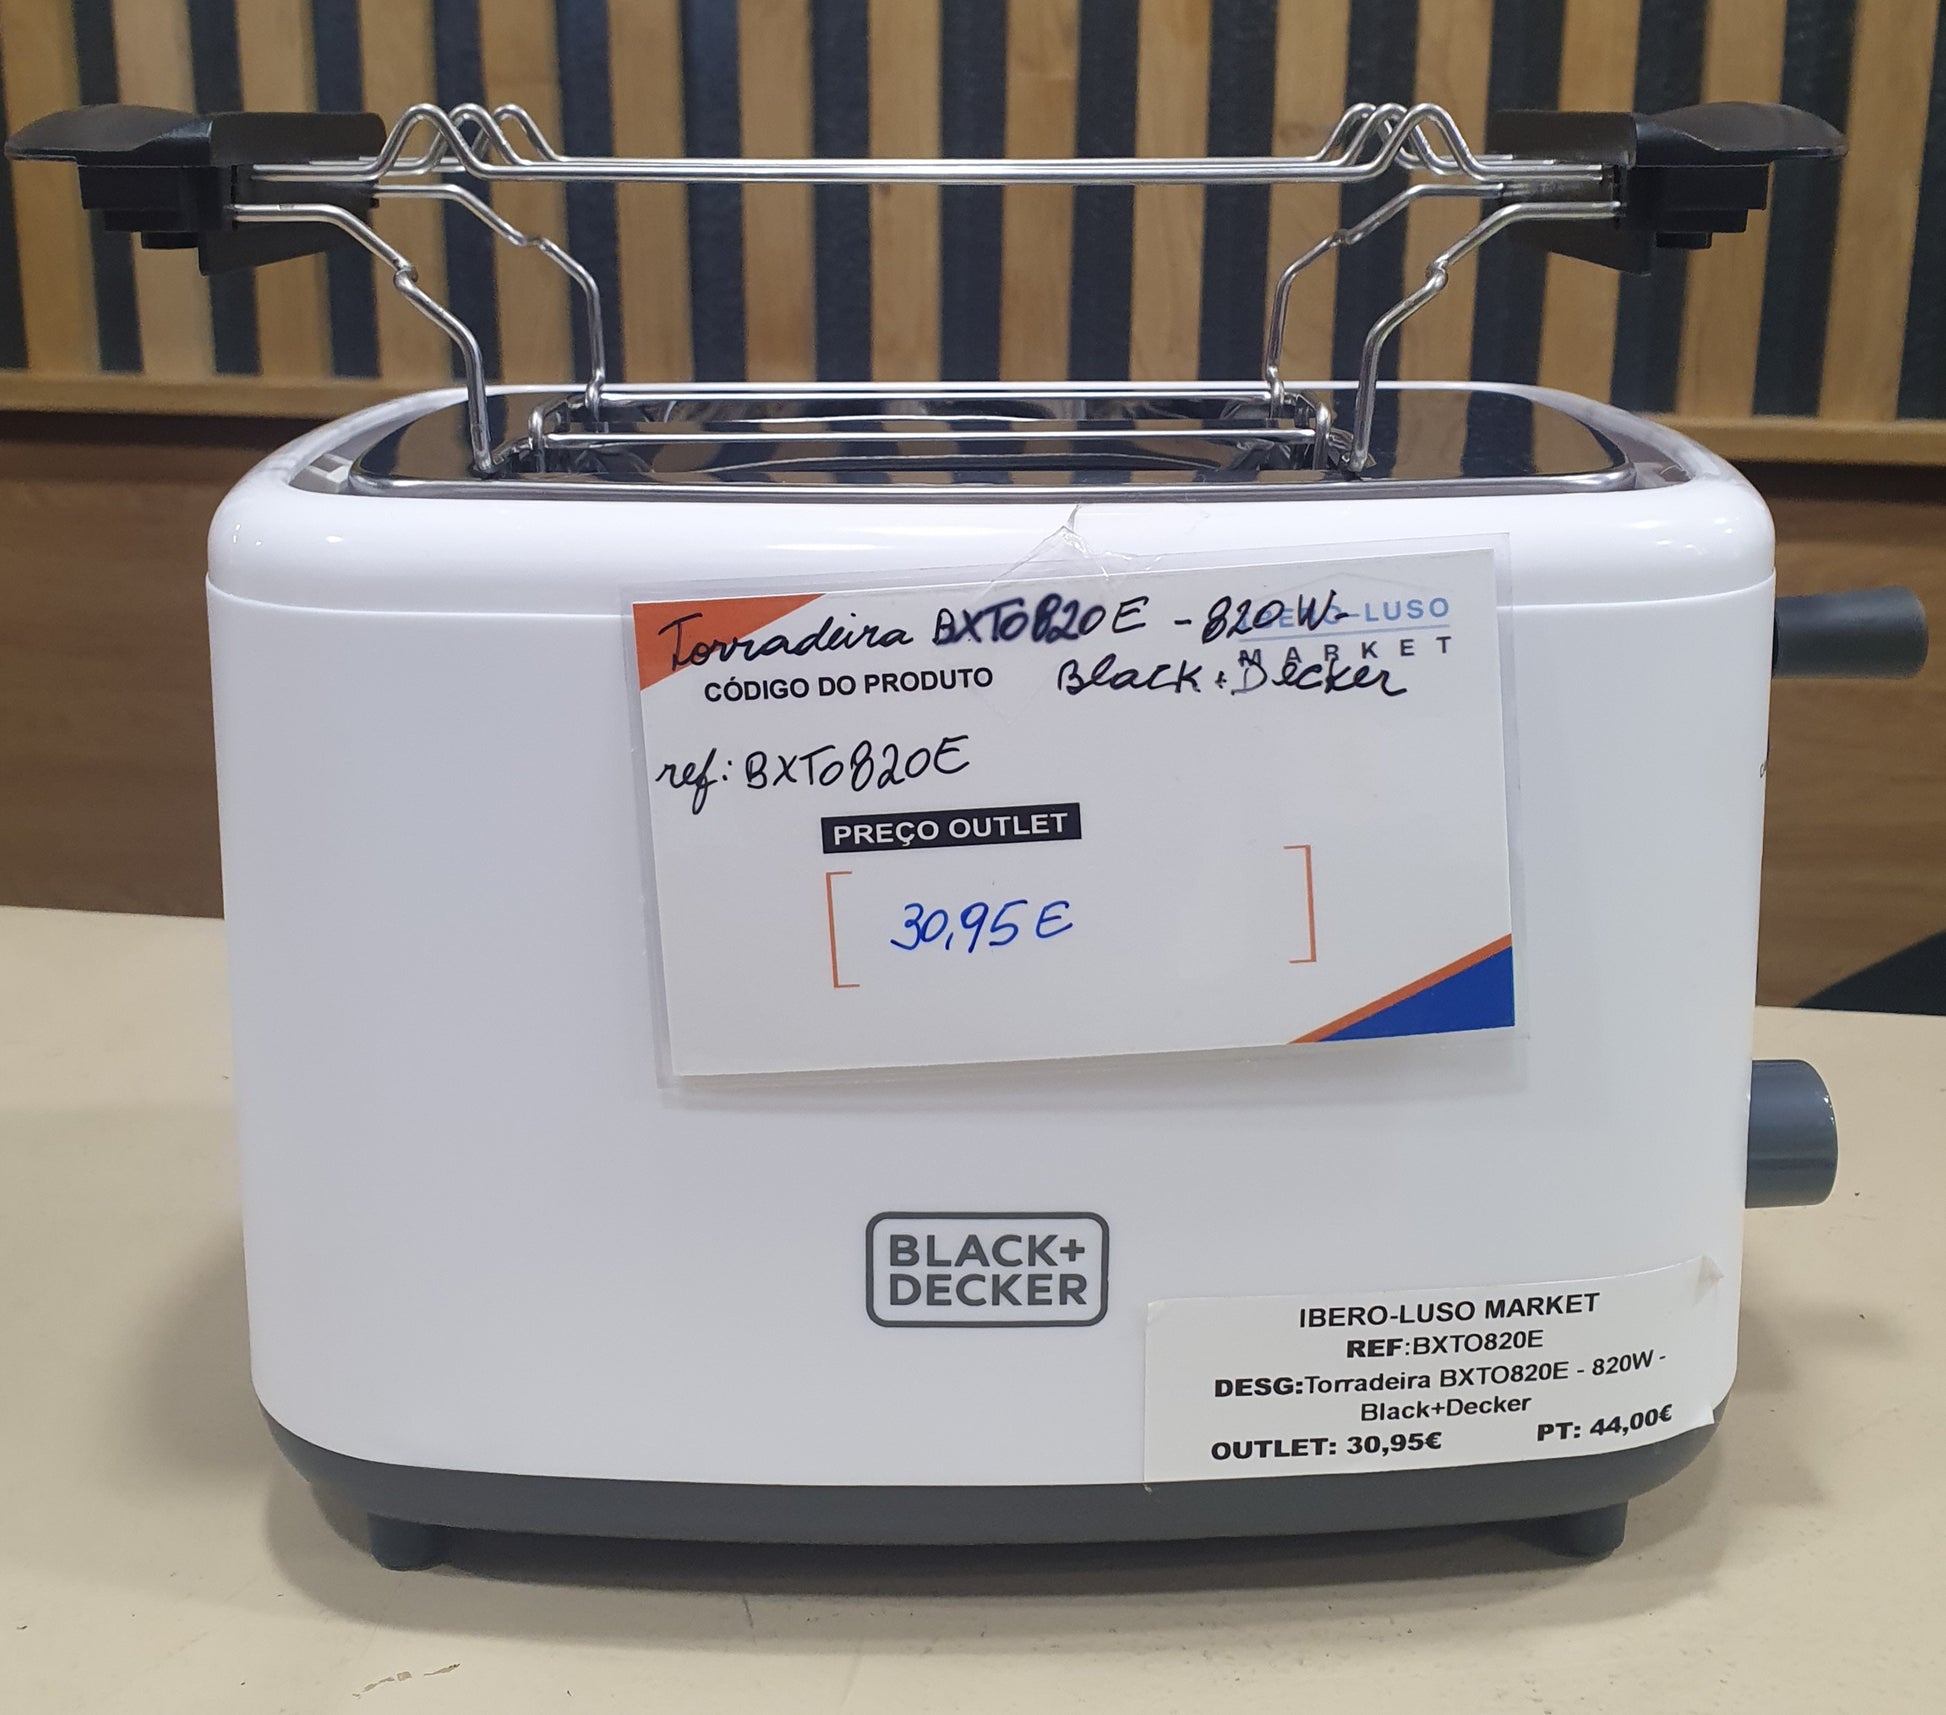 Torradeira BXTO820E - 820W-
IBERO-LUSO
MARKET
Black + Decker
CÓDIGO DO PRODUTO
ref: BXTO820E
PREÇO OUTLET
30,95€
BLACK+
DECKER
IBERO-LUSO MARKET
REF:BXTO820E
DESG:Torradeira BXTO820E - 820W -
Black+Decker
OUTLET: 30,95€ PT: 44,00€